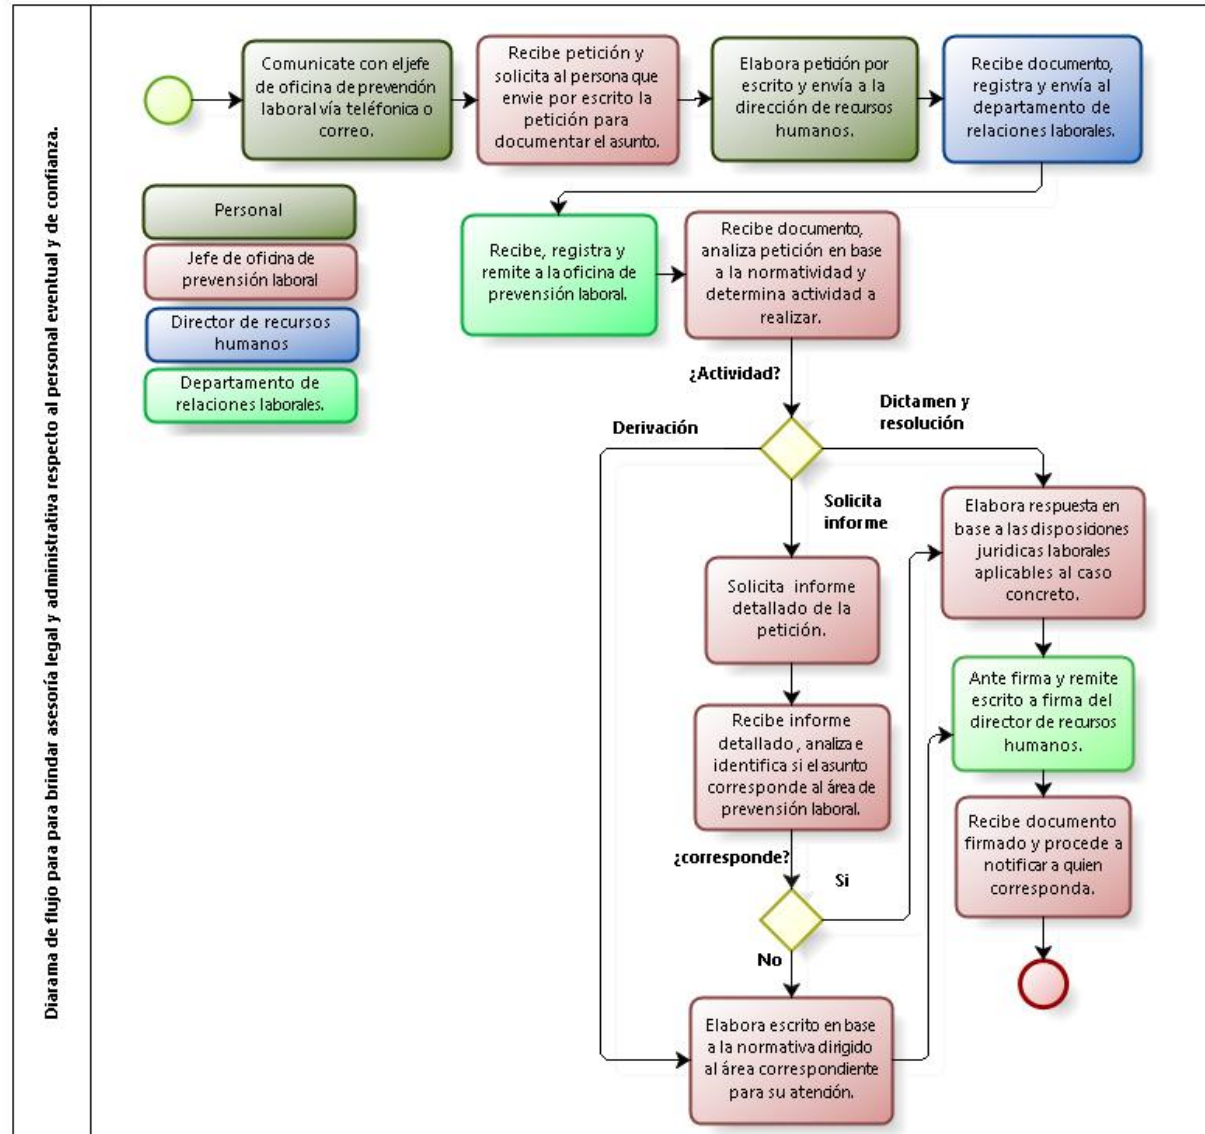 Diarama de flujo para para brindar asesoría legal y administrativa respecto al personal eventual y de confianza.
Comunicate con el jefe
de oficina de prevención
laboral vía teléfonica o
correo.
Recibe petición y
solicita al persona que
envie por escrito la
petición para
documentar el asunto.
Elabora petición por
escrito y envía a la
dirección de recursos
humanos.
Recibe documento,
registra y envía al
departamento de
relaciones laborales.
Personal
Jefe de oficina de
prevensión laboral
Director de recursos
humanos
Departamento de
relaciones laborales.
Recibe, registra y
remite a la oficina de
prevensión laboral.
Recibe documento,
analiza petición en base
a la normatividad y
determina actividad a
realizar.
¿Actividad?
Derivación
Dictamen y
resolución
Solicita
informe
Solicita informe
detallado de la
petición.
Elabora respuesta en
base a las disposiciones
juridicas laborales
aplicables al caso
concreto.
Recibe informe
detallado , analiza e
identifica si el asunto
corresponde al área de
prevensión laboral.
Ante firma y remite
escrito a firma del
director de recursos
humanos.
¿corresponde?
Si
No
Recibe documento
firmado y procede a
notificar a quien
corresponda.
Elabora escrito en base
a la normativa dirigido
al área correspondiente
para su atención.